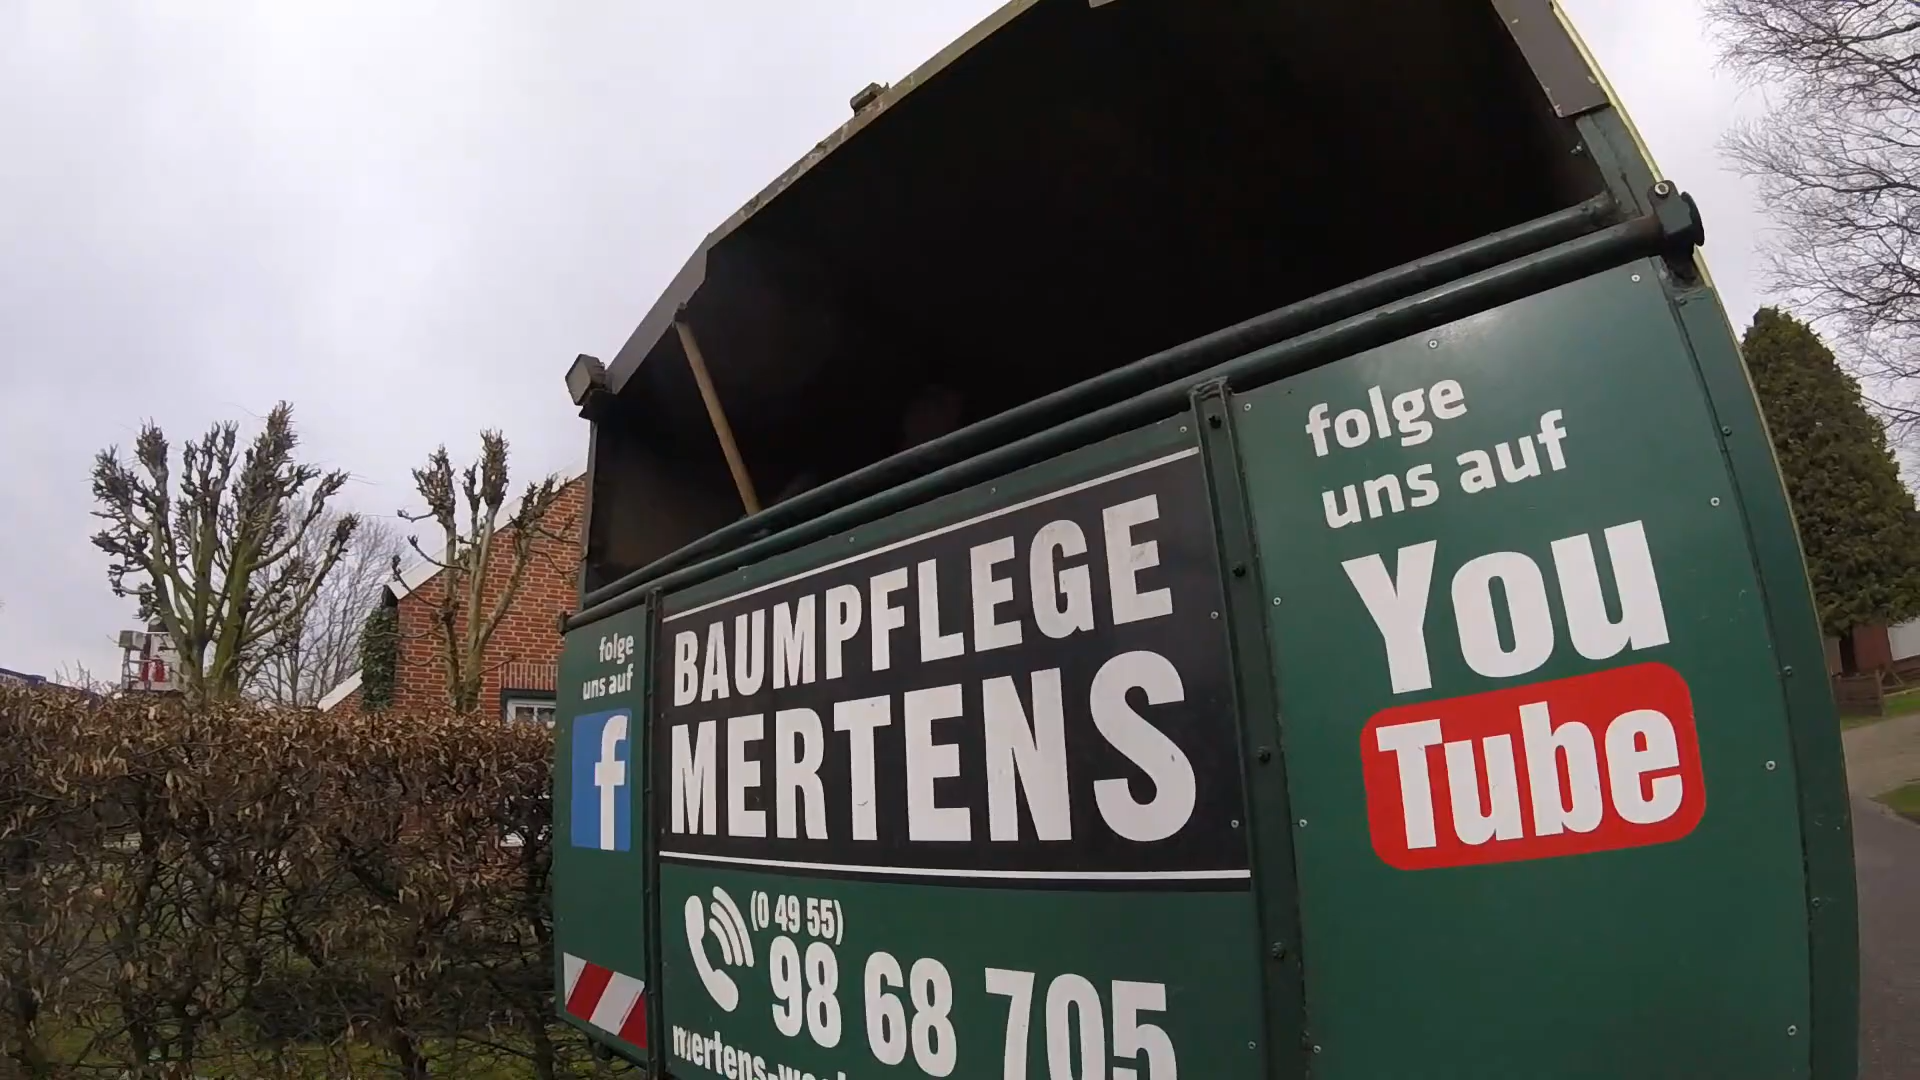 folge
uns auf
f
BAUMPFLEGE
MERTENS
(0 49 55)
98 68 705
folge
uns auf
You
Tube